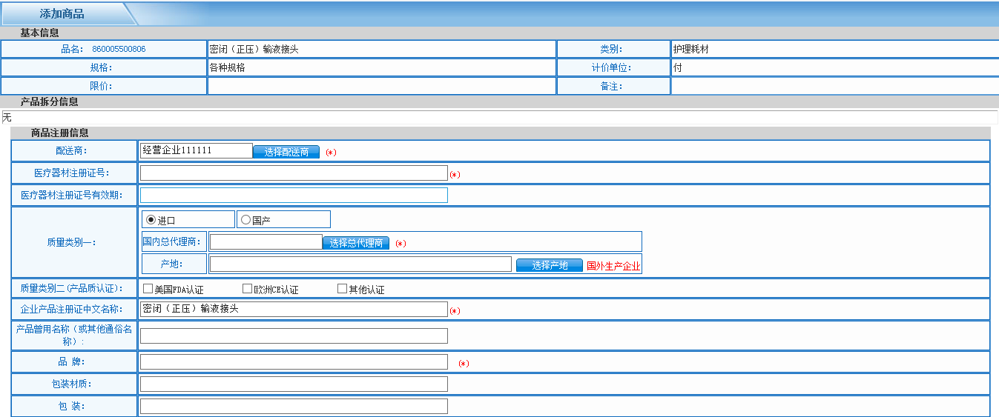 添加商品
基本信息
品名： 860005500806 密闭（正压）输液接头 类别： 护理耗材
规格： 各种规格 计价单位： 付
限价： 备注：
产品拆分信息
无
商品注册信息
配送商： 经营企业111111 选择配送商 (*)
医疗器材注册证号： (*)
医疗器材注册证号有效期：
质量类别一： 进口 国产
国内总代理商： 选择总代理商 (*)
产地： 选择产地 国外生产企业
质量类别二(产品质认证)： 美国FDA认证 欧洲CE认证 其他认证
企业产品注册证中文名称： 密闭（正压）输液接头 (*)
产品曾用名称（或其他通俗名
称）：
品 牌： (*)
包装材质：
包 装：